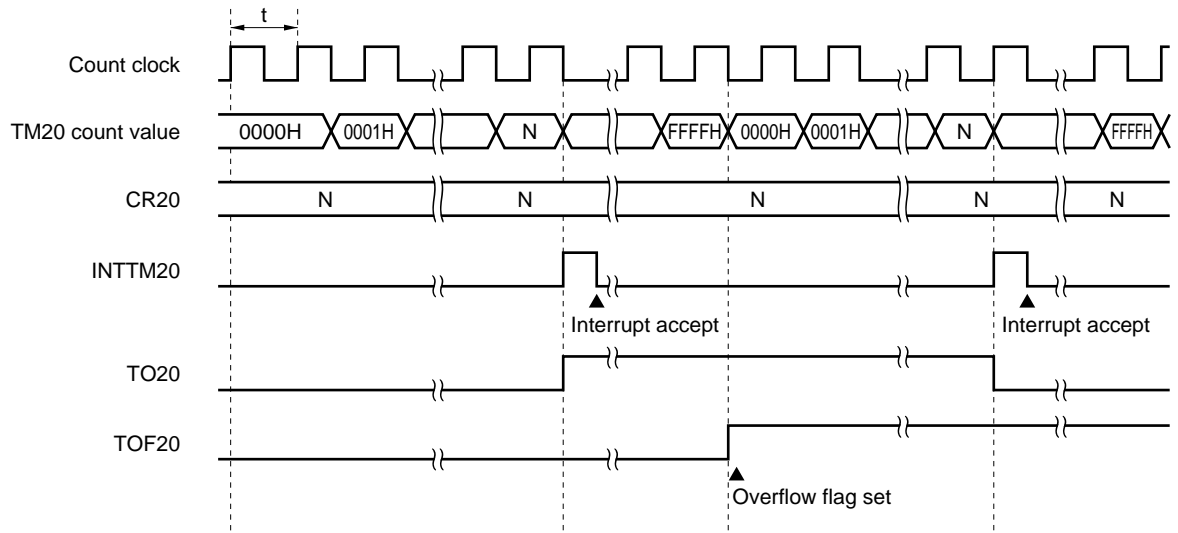 t
Count clock
TM20 count value 0000H 0001H N FFFFH 0000H 0001H N FFFFH
CR20 N N N N N
INTTM20
Interrupt accept Interrupt accept
TO20
TOF20
Overflow flag set